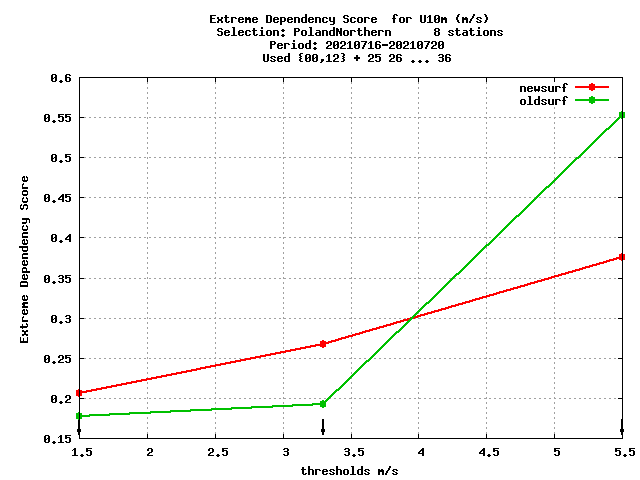 Extreme Dependency Score  for U10m (m/s)
Selection: PolandNorthern      8 stations
Period: 20210716-20210720
Used {00,12} + 25 26 ... 36
newsurf
oldsurf
0.6
0.55
0.5
0.45
0.4
0.35
0.3
0.25
0.2
0.15
Extreme Dependency Score
1.5 2 2.5 3 3.5 4 4.5 5 5.5
thresholds m/s